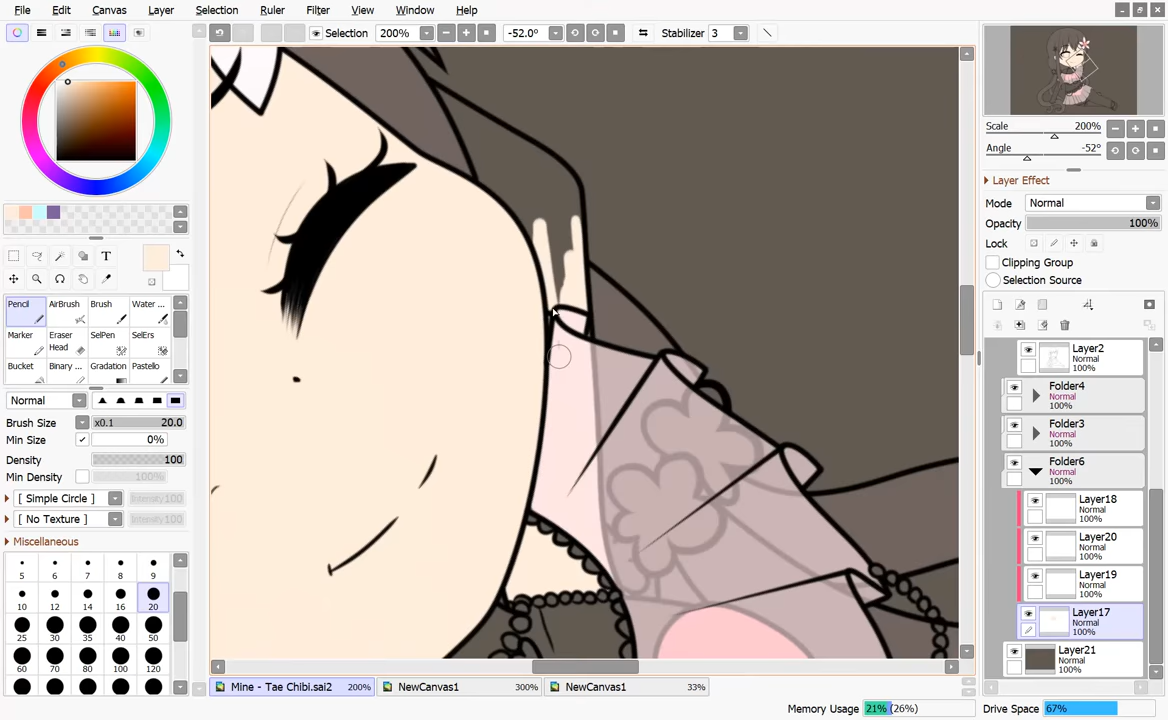 File Edit View Layer Selection Ruler Filter View Window Help
Selection 200% -52.0° Stabilizer 3
Scale 200%
Angle -52°
Layer Effect
Mode Normal
Opacity 100%
Lock
Clipping Group
Selection Source
T
Pencil AirBrush Brush Water ...
Marker Eraser Head SelPen SelErs
Bucket Binary ... Gradation Pastello
Normal
Brush Size x0.1 20.0
Min Size 0%
Density 100
Min Density 100%
[ Simple Circle ] Intensity 100
[ No Texture ] Intensity 100
Miscellaneous
5 6 7 8 9
10 12 14 16 20
25 30 35 40 50
60 70 80 100 120
Layer2
Normal
100%
Folder4
Normal
100%
Folder3
Normal
100%
Folder6
Normal
100%
Layer18
Normal
100%
Layer20
Normal
100%
Layer19
Normal
100%
Layer17
Normal
100%
Layer21
Normal
100%
Mine - Tae Chibi.sai2 200% NewCanvas1 300% NewCanvas1 33%
Memory Usage 21% (26%) Drive Space 67%